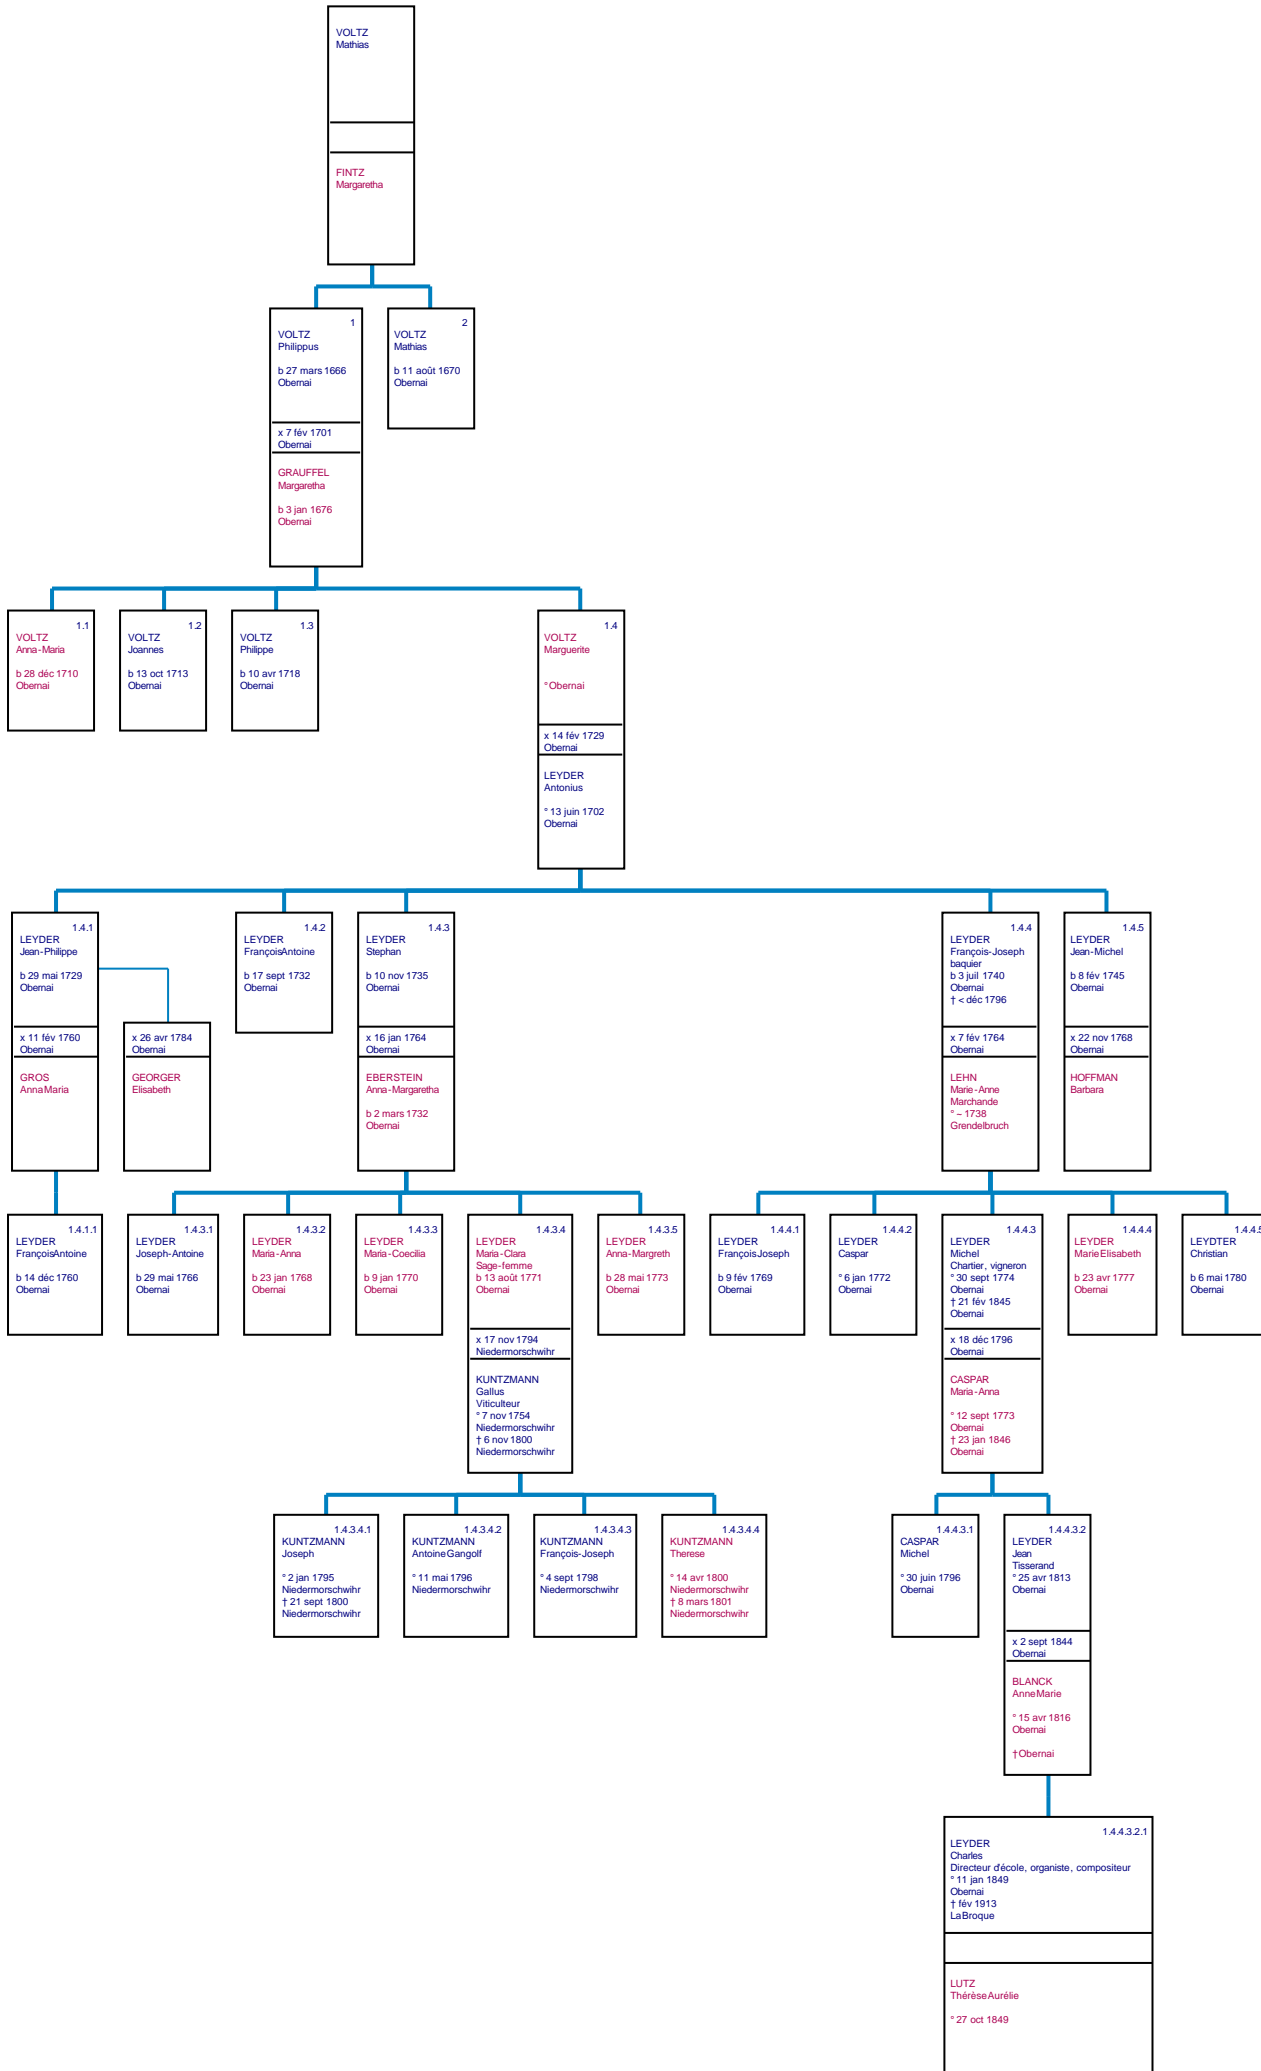 VOLTZ
Mathias
FINTZ
Margaretha
1
VOLTZ
Philippus
b 27 mars 1666
Obernai
x 7 fév 1701
Obernai
GRAUFFEL
Margaretha
b 3 jan 1676
Obernai
2
VOLTZ
Mathias
b 11 août 1670
Obernai
1.1
VOLTZ
Anna-Maria
b 28 déc 1710
Obernai
1.2
VOLTZ
Joannes
b 13 oct 1713
Obernai
1.3
VOLTZ
Philippe
b 10 avr 1718
Obernai
1.4
VOLTZ
Marguerite
° Obernai
x 14 fév 1729
Obernai
LEYDER
Antonius
° 13 juin 1702
Obernai
1.4.1
LEYDER
Jean-Philippe
b 29 mai 1729
Obernai
x 11 fév 1760
Obernai
GROS
Anna Maria
x 26 avr 1784
Obernai
GEORGER
Elisabeth
1.4.2
LEYDER
François Antoine
b 17 sept 1732
Obernai
1.4.3
LEYDER
Stephan
b 10 nov 1735
Obernai
x 16 jan 1764
Obernai
EBERSTEIN
Anna-Margaretha
b 2 mars 1732
Obernai
1.4.4
LEYDER
François-Joseph
baquier
b 3 juil 1740
Obernai
† < déc 1796
x 7 fév 1764
Obernai
LEHN
Marie-Anne
Marchande
° ~ 1738
Grendelbruch
1.4.5
LEYDER
Jean-Michel
b 8 fév 1745
Obernai
x 22 nov 1768
Obernai
HOFFMAN
Barbara
1.4.1.1
LEYDER
François Antoine
b 14 déc 1760
Obernai
1.4.3.1
LEYDER
Joseph-Antoine
b 29 mai 1766
Obernai
1.4.3.2
LEYDER
Maria-Anna
b 23 jan 1768
Obernai
1.4.3.3
LEYDER
Maria-Coecilia
b 9 jan 1770
Obernai
1.4.3.4
LEYDER
Maria-Clara
Sage-femme
b 13 août 1771
Obernai
x 17 nov 1794
Niedermorschwihr
KUNTZMANN
Gallus
Viticulteur
° 7 nov 1754
Niedermorschwihr
† 6 nov 1800
Niedermorschwihr
1.4.3.5
LEYDER
Anna-Margreth
b 28 mai 1773
Obernai
1.4.4.1
LEYDER
François Joseph
b 9 fév 1769
Obernai
1.4.4.2
LEYDER
Caspar
° 6 jan 1772
Obernai
1.4.4.3
LEYDER
Michel
Chartier, vigneron
° 30 sept 1774
Obernai
† 21 fév 1845
Obernai
x 18 déc 1796
Obernai
CASPAR
Maria-Anna
° 12 sept 1773
Obernai
† 23 jan 1846
Obernai
1.4.4.4
LEYDER
Marie Elisabeth
b 23 avr 1777
Obernai
1.4.4.5
LEYDTER
Christian
b 6 mai 1780
Obernai
1.4.3.4.1
KUNTZMANN
Joseph
° 2 jan 1795
Niedermorschwihr
† 21 sept 1800
Niedermorschwihr
1.4.3.4.2
KUNTZMANN
Antoine Gangolf
° 11 mai 1796
Niedermorschwihr
1.4.3.4.3
KUNTZMANN
François-Joseph
° 4 sept 1798
Niedermorschwihr
1.4.3.4.4
KUNTZMANN
Therese
° 14 avr 1800
Niedermorschwihr
† 8 mars 1801
Niedermorschwihr
1.4.4.3.1
CASPAR
Michel
° 30 juin 1796
Obernai
1.4.4.3.2
LEYDER
Jean
Tisserand
° 25 avr 1813
Obernai
x 2 sept 1844
Obernai
BLANCK
Anne Marie
° 15 avr 1816
Obernai
† Obernai
1.4.4.3.2.1
LEYDER
Charles
Directeur d'école, organiste, compositeur
° 11 jan 1849
Obernai
† fév 1913
La Broque
LUTZ
Thérèse Aurélie
° 27 oct 1849